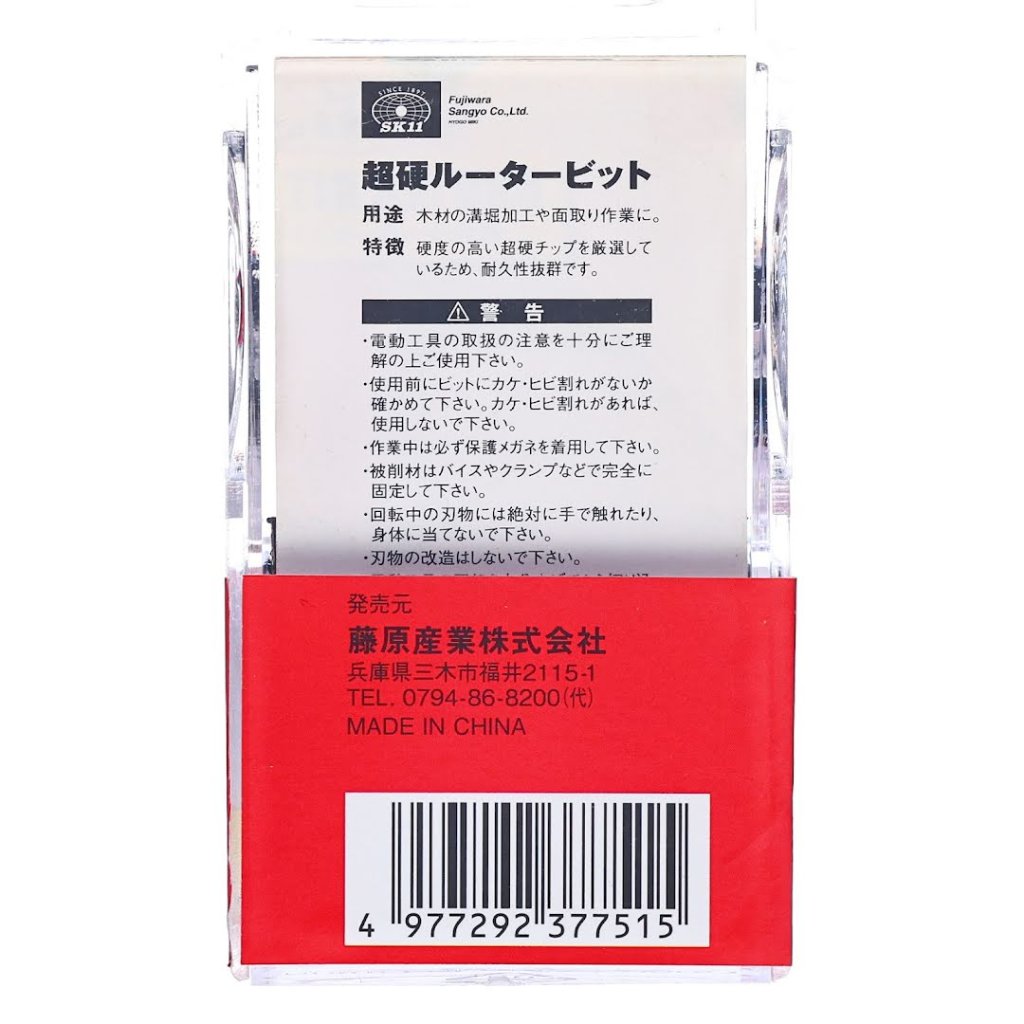 SINCE 1897
SK11
Fujiwara
Sangyo Co.,Ltd.
HYOGO MIKI
超硬ルータービット
用途 木材の溝堀加工や面取り作業に。
特徴 硬度の高い超硬チップを厳選して
いるため、耐久性抜群です。
⚠ 警 告
・電動工具の取扱の注意を十分にご理
解の上ご使用下さい。
・使用前にビットにカケ・ヒビ割れがないか
確かめて下さい。カケ・ヒビ割れがあれば、
使用しないで下さい。
・作業中は必ず保護メガネを着用して下さい。
・被削材はバイスやクランプなどで完全に
固定して下さい。
・回転中の刃物には絶対に手で触れたり、
身体に当てないで下さい。
・刃物の改造はしないで下さい。
発売元
藤原産業株式会社
兵庫県三木市福井2115-1
TEL. 0794-86-8200(代)
MADE IN CHINA
4 977292 377515